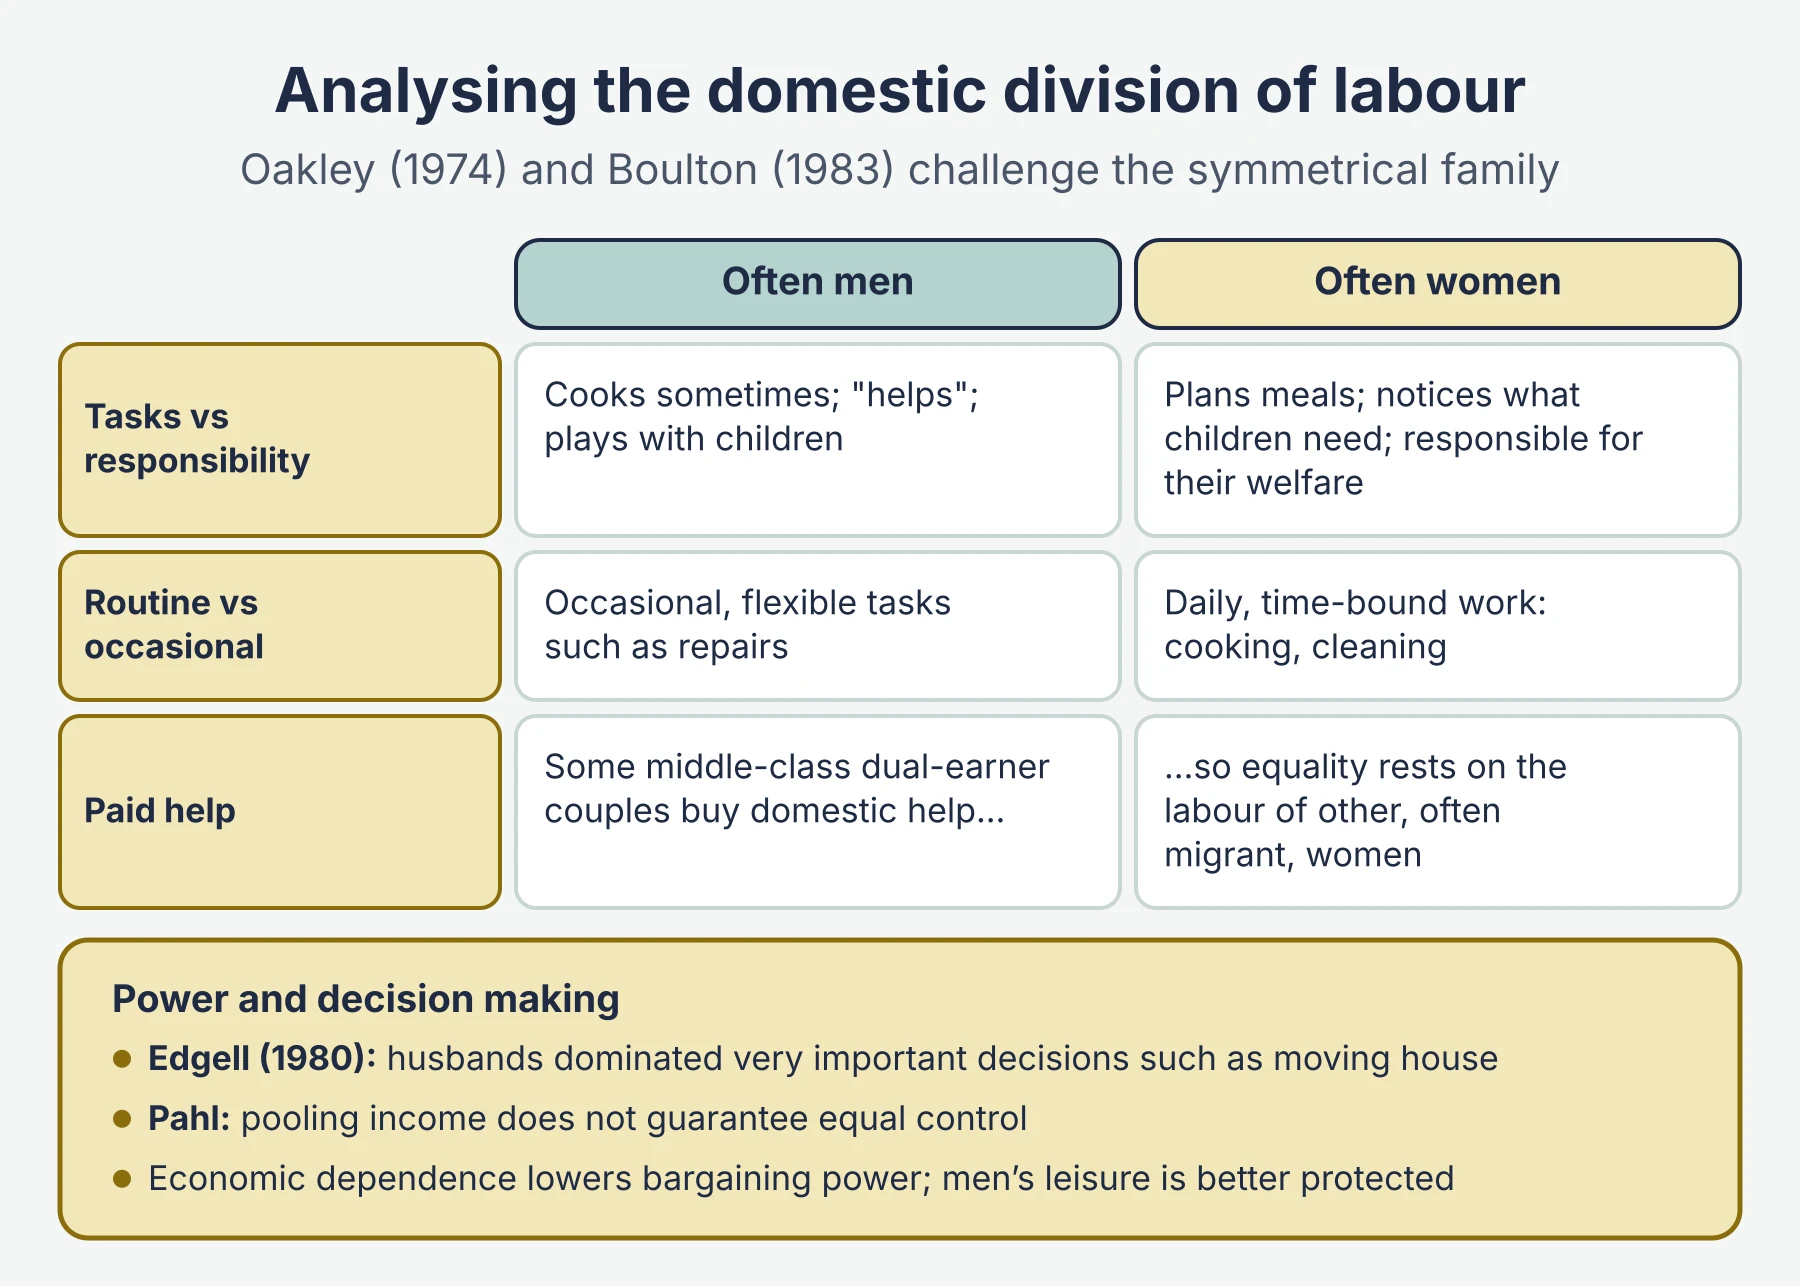 Analysing the domestic division of labour
Oakley (1974) and Boulton (1983) challenge the symmetrical family
Often men
Often women
Tasks vs
responsibility
Cooks sometimes; "helps";
plays with children
Plans meals; notices what
children need; responsible for
their welfare
Routine vs
occasional
Occasional, flexible tasks
such as repairs
Daily, time-bound work:
cooking, cleaning
Paid help
Some middle-class dual-earner
couples buy domestic help...
...so equality rests on the
labour of other, often
migrant, women
Power and decision making
Edgell (1980): husbands dominated very important decisions such as moving house
Pahl: pooling income does not guarantee equal control
Economic dependence lowers bargaining power; men’s leisure is better protected